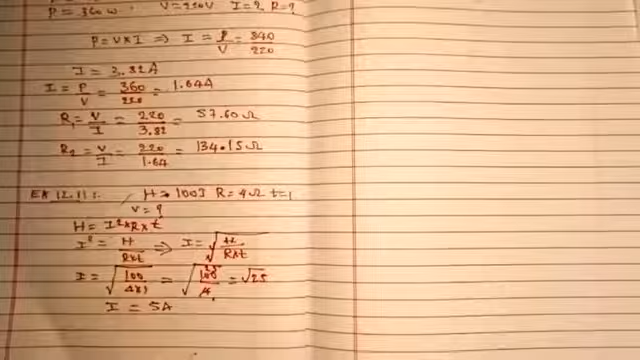 P = 360 W . V = 220V I = ? R = ?
P = V × I ⇒ I = P/V = 840/220
I = 3.82A
I = P/V = 360/220 = 1.64A
R₁ = V/I = 220/3.82 = 57.60 Ω
R₂ = V/I = 220/1.64 = 134.15 Ω
EX 12.11 : H = 100J R = 4Ω t = 1
V = ?
H = I² × R × t
I² = H/R×t ⇒ I = √H/R×t
I = √100/4×1 = √100/4 = √25
I = 5A